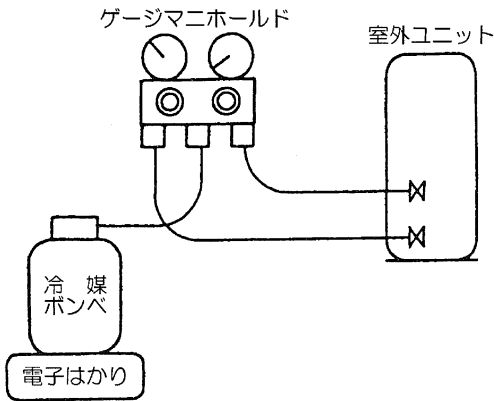 ゲージマニホールド
室外ユニット
冷 媒
ボンベ
電子はかり